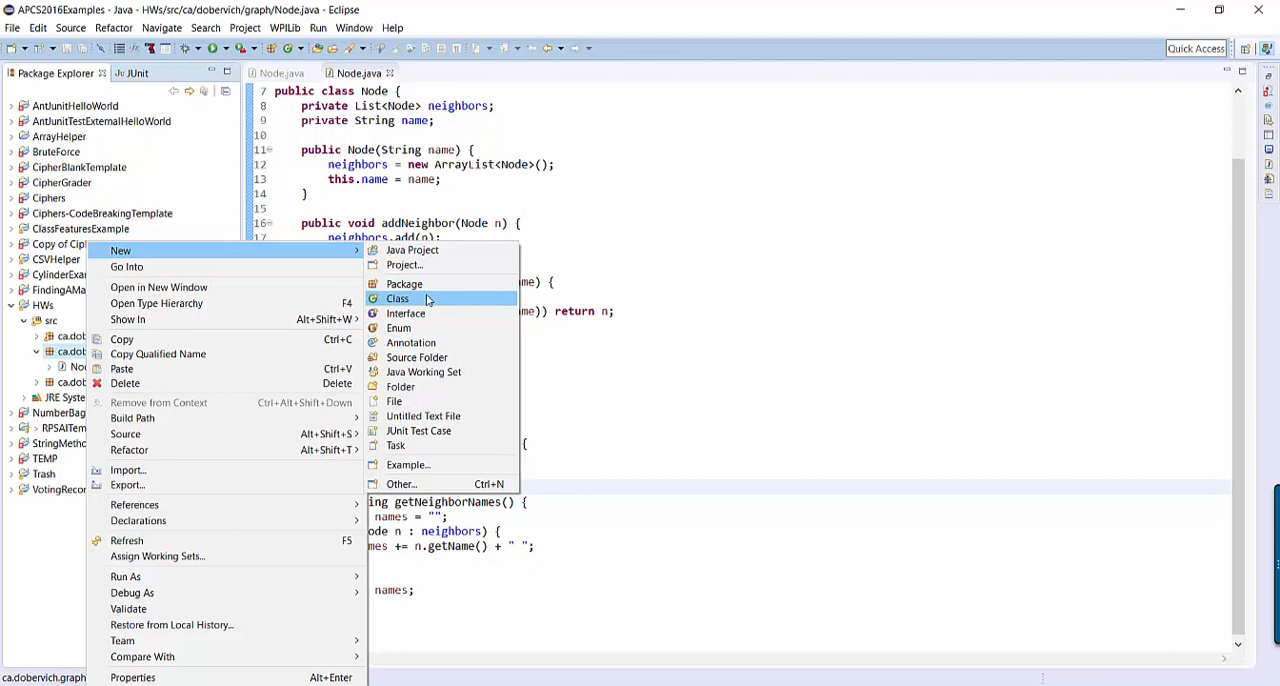 APCS2016Examples - Java - HWs/src/ca/dobervich/graph/Node.java - Eclipse
File Edit Source Refactor Navigate Search Project WPILib Run Window Help
Quick Access
Package Explorer JUnit
Node.java Node.java
AntJunitHelloWorld
AntJunitTestExternalHelloWorld
ArrayHelper
BruteForce
CipherBlankTemplate
CipherGrader
Ciphers
Ciphers-CodeBreakingTemplate
ClassFeaturesExample
Copy of Cip
CSVHelper
CylinderExam
FindingAMa
HWs
src
ca.dob
ca.dob
No
ca.dob
JRE Syste
NumberBag
> RPSAITemp
StringMetho
TEMP
Trash
VotingRecor
7 public class Node {
8 private List<Node> neighbors;
9 private String name;
10
11 public Node(String name) {
12 neighbors = new ArrayList<Node>();
13 this.name = name;
14 }
15
16 public void addNeighbor(Node n) {
17 neighbors.add(n);
me) {
me)) return n;
{
ing getNeighborNames() {
names = "";
ode n : neighbors) {
mes += n.getName() + " ";
names;
New
Go Into
Open in New Window
Open Type Hierarchy F4
Show In Alt+Shift+W
Copy Ctrl+C
Copy Qualified Name
Paste Ctrl+V
Delete Delete
Remove from Context Ctrl+Alt+Shift+Down
Build Path
Source Alt+Shift+S
Refactor Alt+Shift+T
Import...
Export...
References
Declarations
Refresh F5
Assign Working Sets...
Run As
Debug As
Validate
Restore from Local History...
Team
Compare With
Properties Alt+Enter
Java Project
Project...
Package
Class
Interface
Enum
Annotation
Source Folder
Java Working Set
Folder
File
Untitled Text File
JUnit Test Case
Task
Example...
Other... Ctrl+N
ca.dobervich.graph